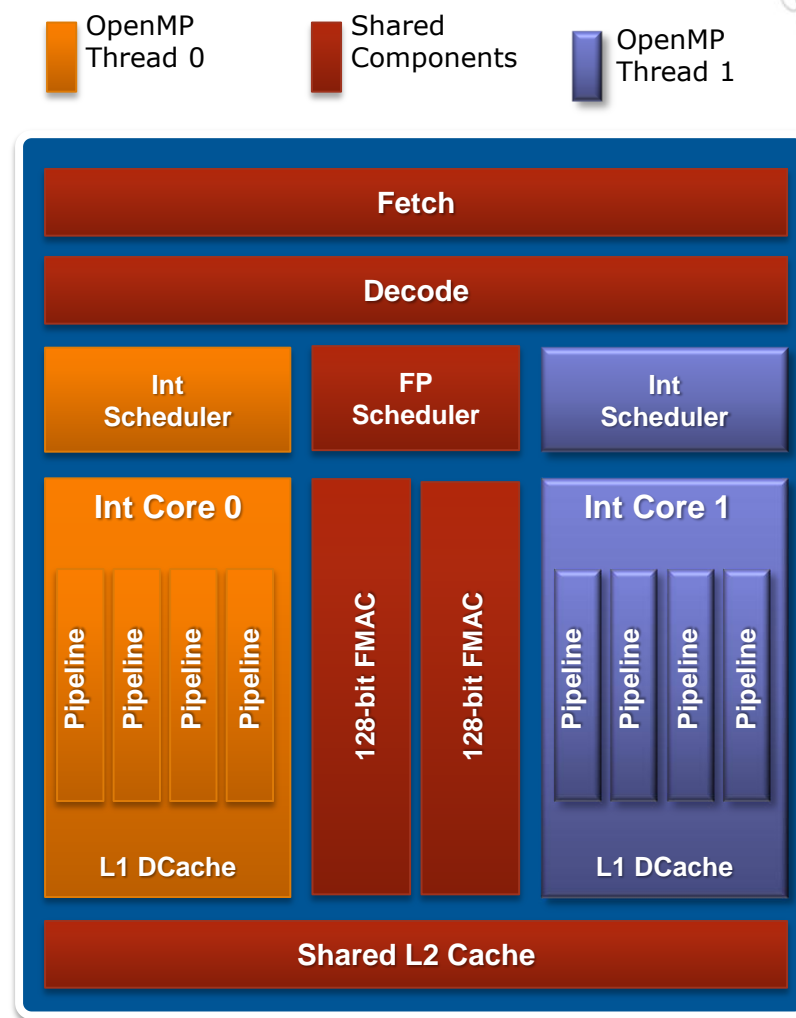 OpenMP
Thread 0
Shared
Components
OpenMP
Thread 1
Fetch
Decode
Int
Scheduler
FP
Scheduler
Int
Scheduler
Int Core 0
Pipeline
Pipeline
Pipeline
Pipeline
L1 DCache
128-bit FMAC
128-bit FMAC
Int Core 1
Pipeline
Pipeline
Pipeline
Pipeline
L1 DCache
Shared L2 Cache